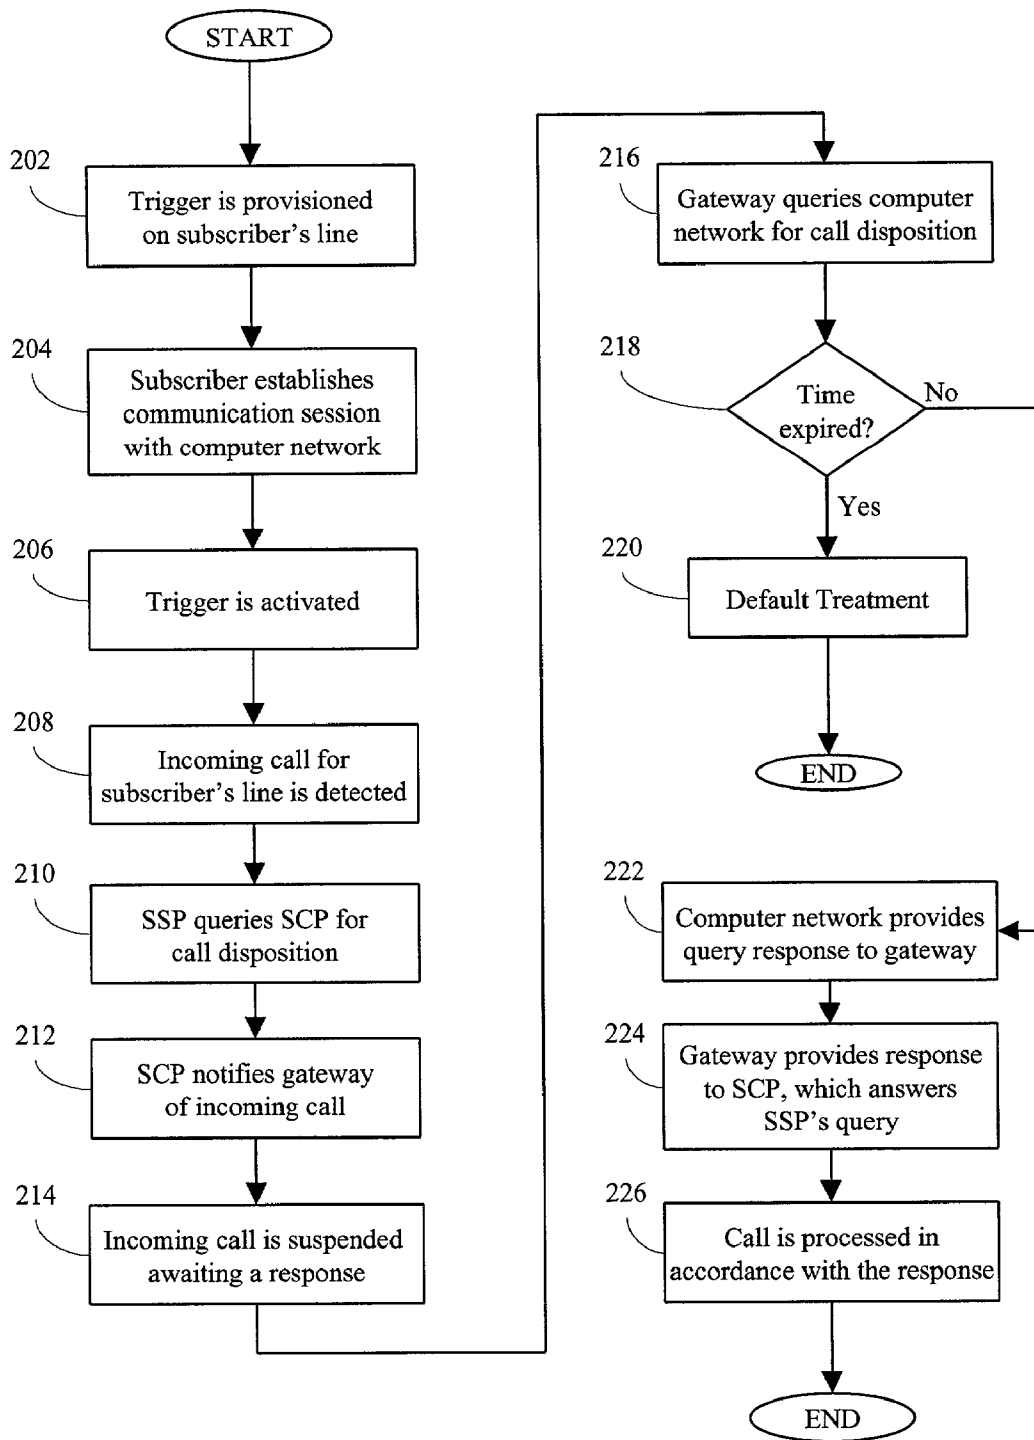 START
202
Trigger is provisioned
on subscriber's line
204
Subscriber establishes
communication session
with computer network
206
Trigger is activated
208
Incoming call for
subscriber's line is detected
210
SSP queries SCP for
call disposition
212
SCP notifies gateway
of incoming call
214
Incoming call is suspended
awaiting a response
216
Gateway queries computer
network for call disposition
218
Time
expired?
No
Yes
220
Default Treatment
END
222
Computer network provides
query response to gateway
224
Gateway provides response
to SCP, which answers
SSP's query
226
Call is processed in
accordance with the response
END